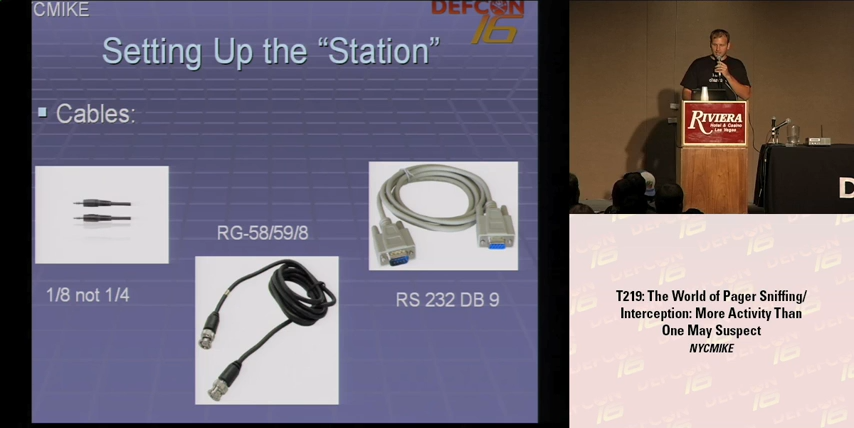 YCMIKE
DEFCON
16
Setting Up the “Station”
Cables:
1/8 not 1/4
RG-58/59/8
RS 232 DB 9
RIVIERA
Hotel & Casino
Las Vegas
D
T219: The World of Pager Sniffing/
Interception: More Activity Than
One May Suspect
NYCMIKE